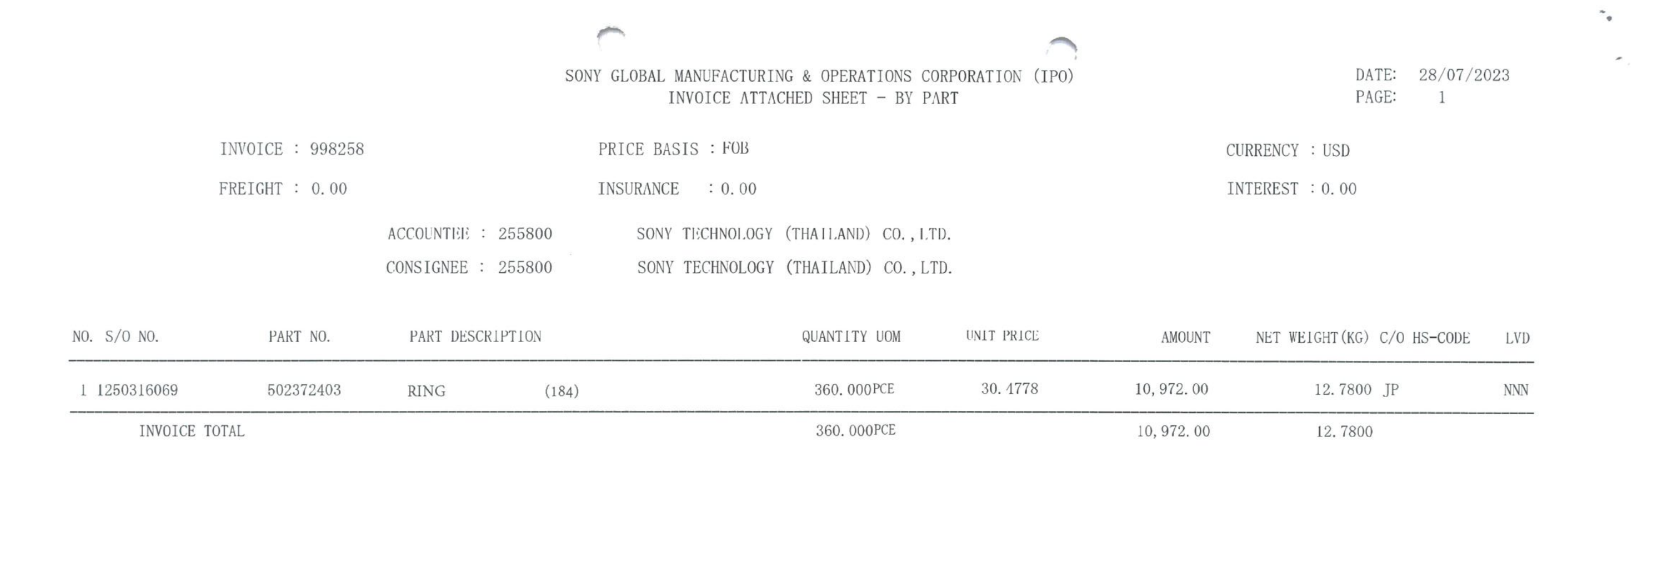 SONY GLOBAL MANUFACTURING & OPERATIONS CORPORATION (IPO) DATE: 28/07/2023
INVOICE ATTACHED SHEET - BY PART PAGE: 1
INVOICE : 998258 PRICE BASIS : FOB CURRENCY : USD
FREIGHT : 0.00 INSURANCE : 0.00 INTEREST : 0.00
ACCOUNTEE : 255800 SONY TECHNOLOGY (THAILAND) CO.,LTD.
CONSIGNEE : 255800 SONY TECHNOLOGY (THAILAND) CO.,LTD.
NO. S/O NO. PART NO. PART DESCRIPTION QUANTITY UOM UNIT PRICE AMOUNT NET WEIGHT(KG) C/O HS-CODE LVD
1 1250316069 502372403 RING (184) 360.000PCE 30.4778 10,972.00 12.7800 JP NNN
INVOICE TOTAL 360.000PCE 10,972.00 12.7800